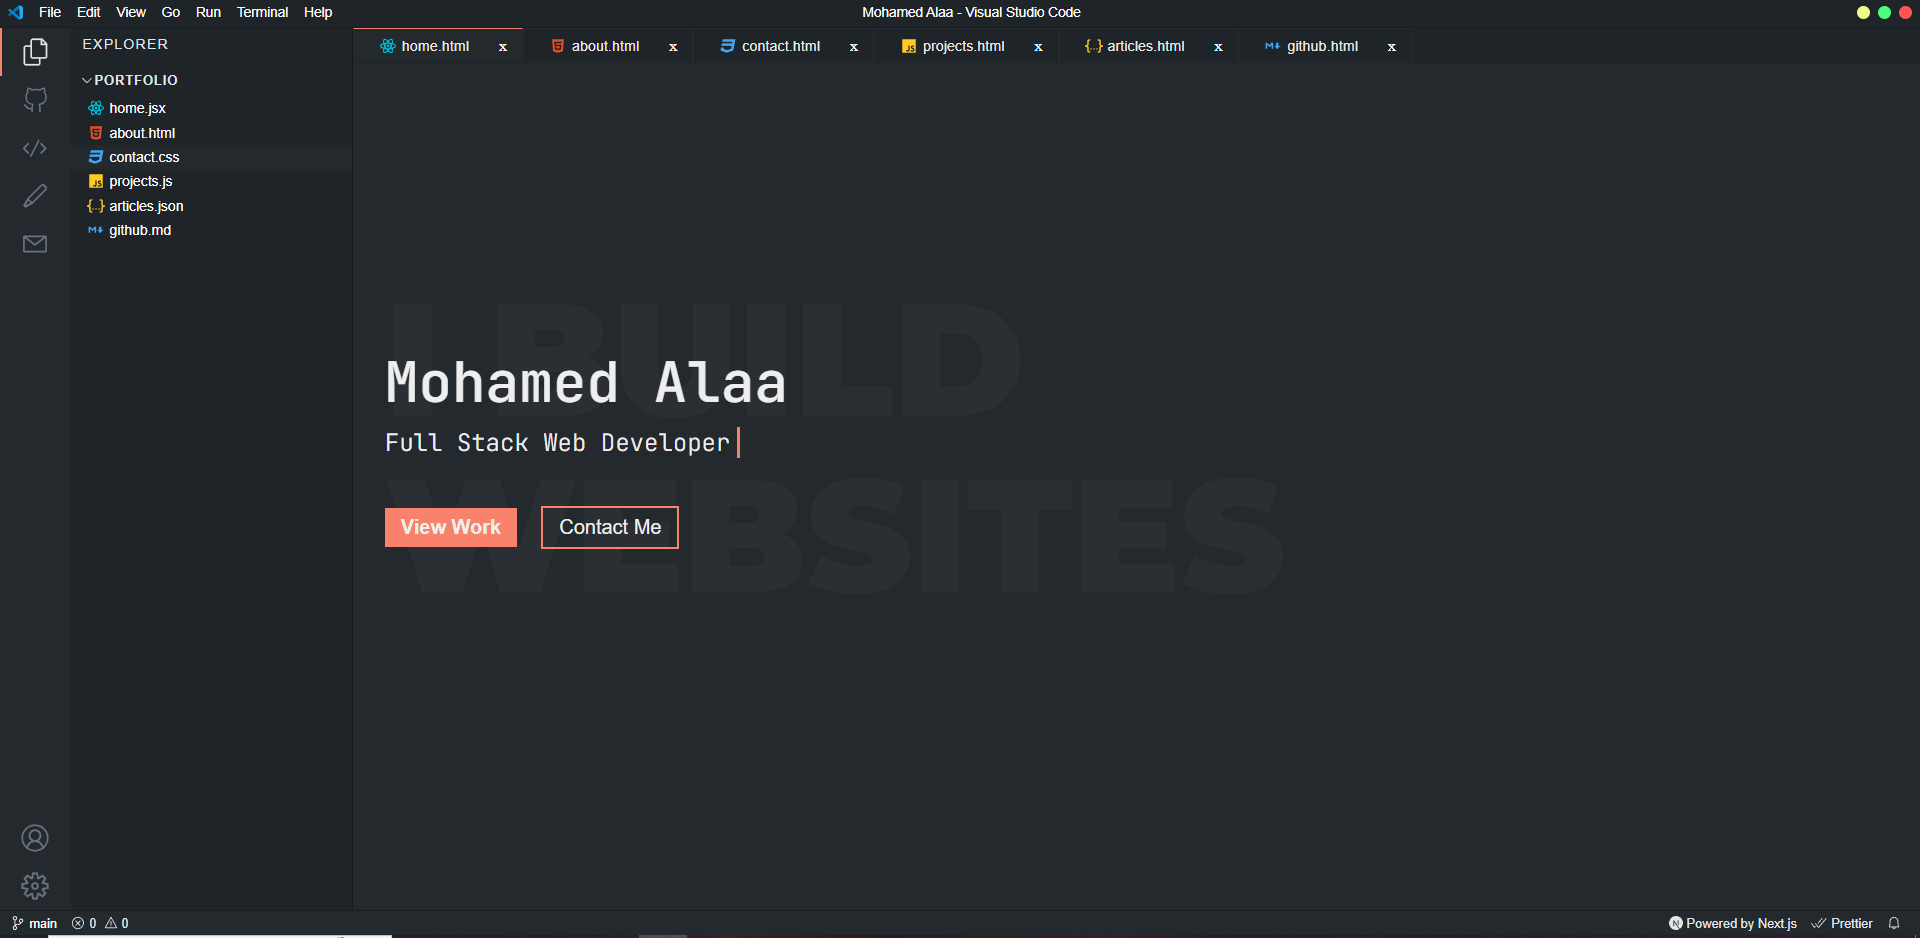 File Edit View Go Run Terminal Help
Mohamed Alaa - Visual Studio Code
EXPLORER
PORTFOLIO
home.jsx
about.html
contact.css
JS projects.js
{..} articles.json
M github.md
home.html x
about.html x
contact.html x
JS projects.html x
{..} articles.html x
M github.html x
I BUILD
WEBSITES
Mohamed Alaa
Full Stack Web Developer
View Work
Contact Me
main 0 0
N Powered by Next.js Prettier